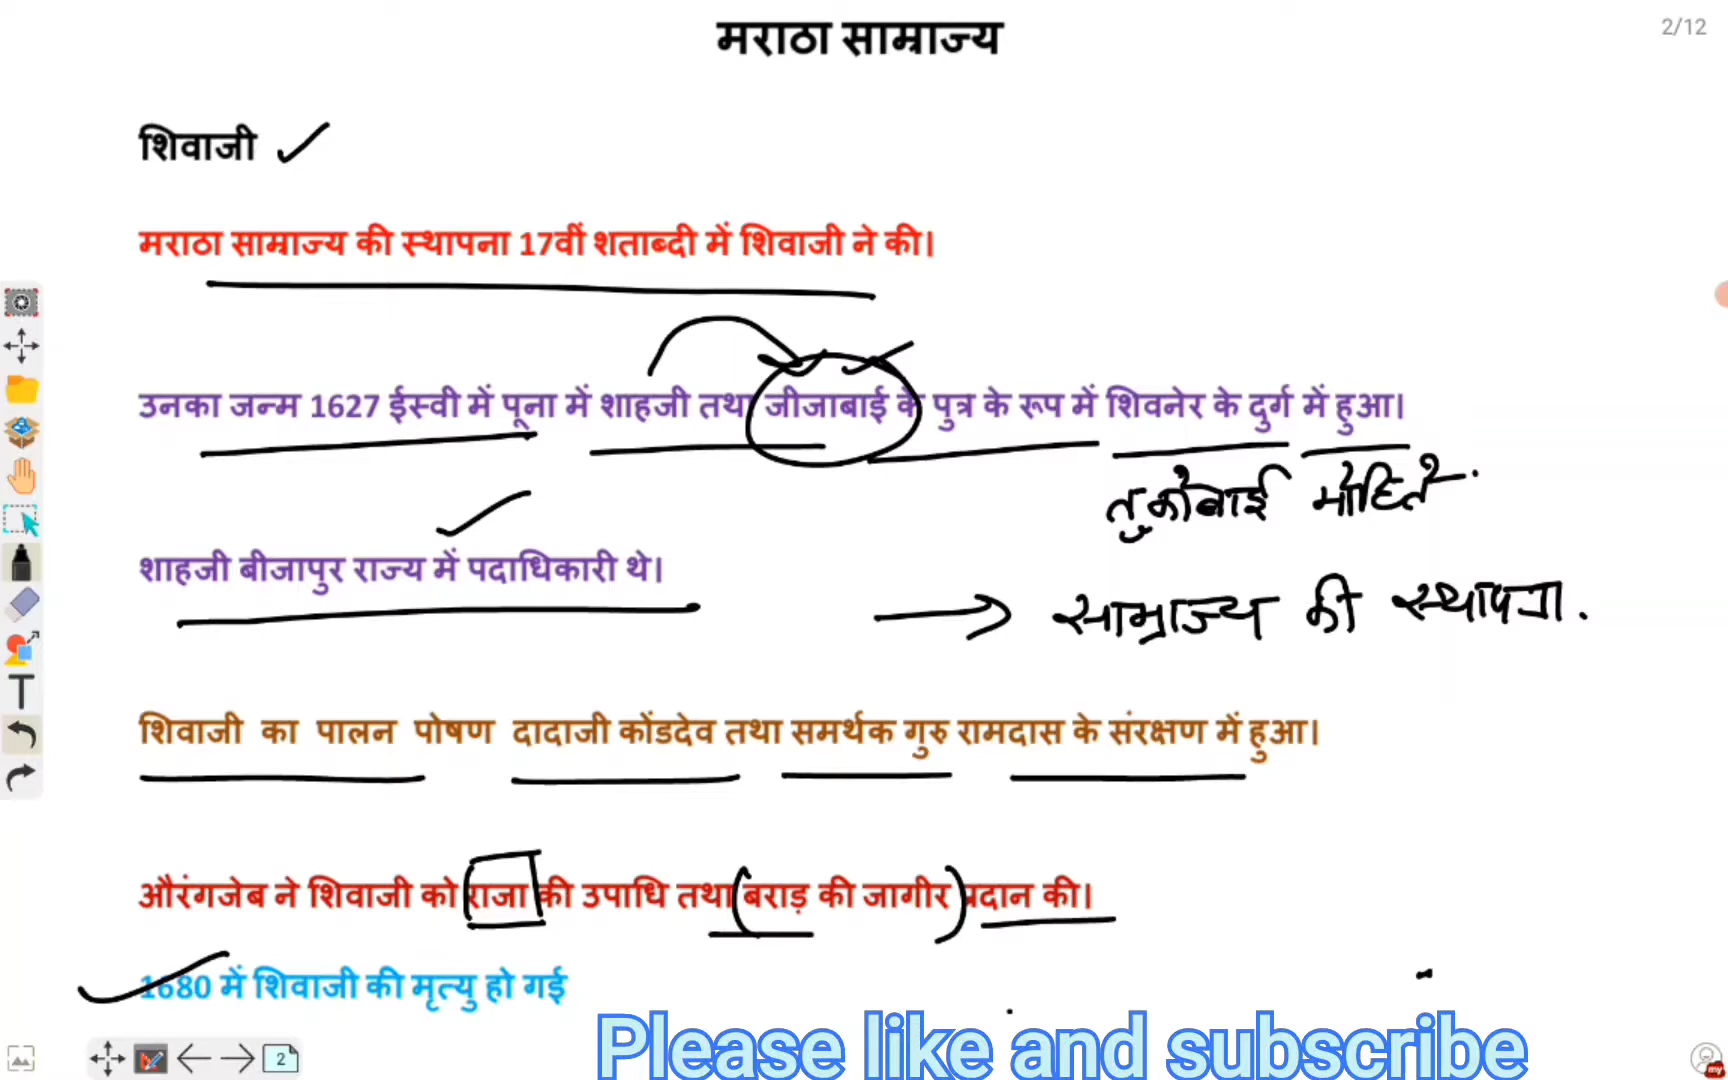 मराठा साम्राज्य
2/12
शिवाजी
मराठा साम्राज्य की स्थापना 17वीं शताब्दी में शिवाजी ने की।
उनका जन्म 1627 ईस्वी में पूना में शाहजी तथा जीजाबाई के पुत्र के रूप में शिवनेर के दुर्ग में हुआ।
तुकोबाई मोहिते
शाहजी बीजापुर राज्य में पदाधिकारी थे।
साम्राज्य की स्थापना.
शिवाजी का पालन पोषण दादाजी कोंडदेव तथा समर्थक गुरु रामदास के संरक्षण में हुआ।
औरंगजेब ने शिवाजी को राजा की उपाधि तथा (बराड़ की जागीर) प्रदान की।
1680 में शिवाजी की मृत्यु हो गई
Please like and subscribe
T
2
my